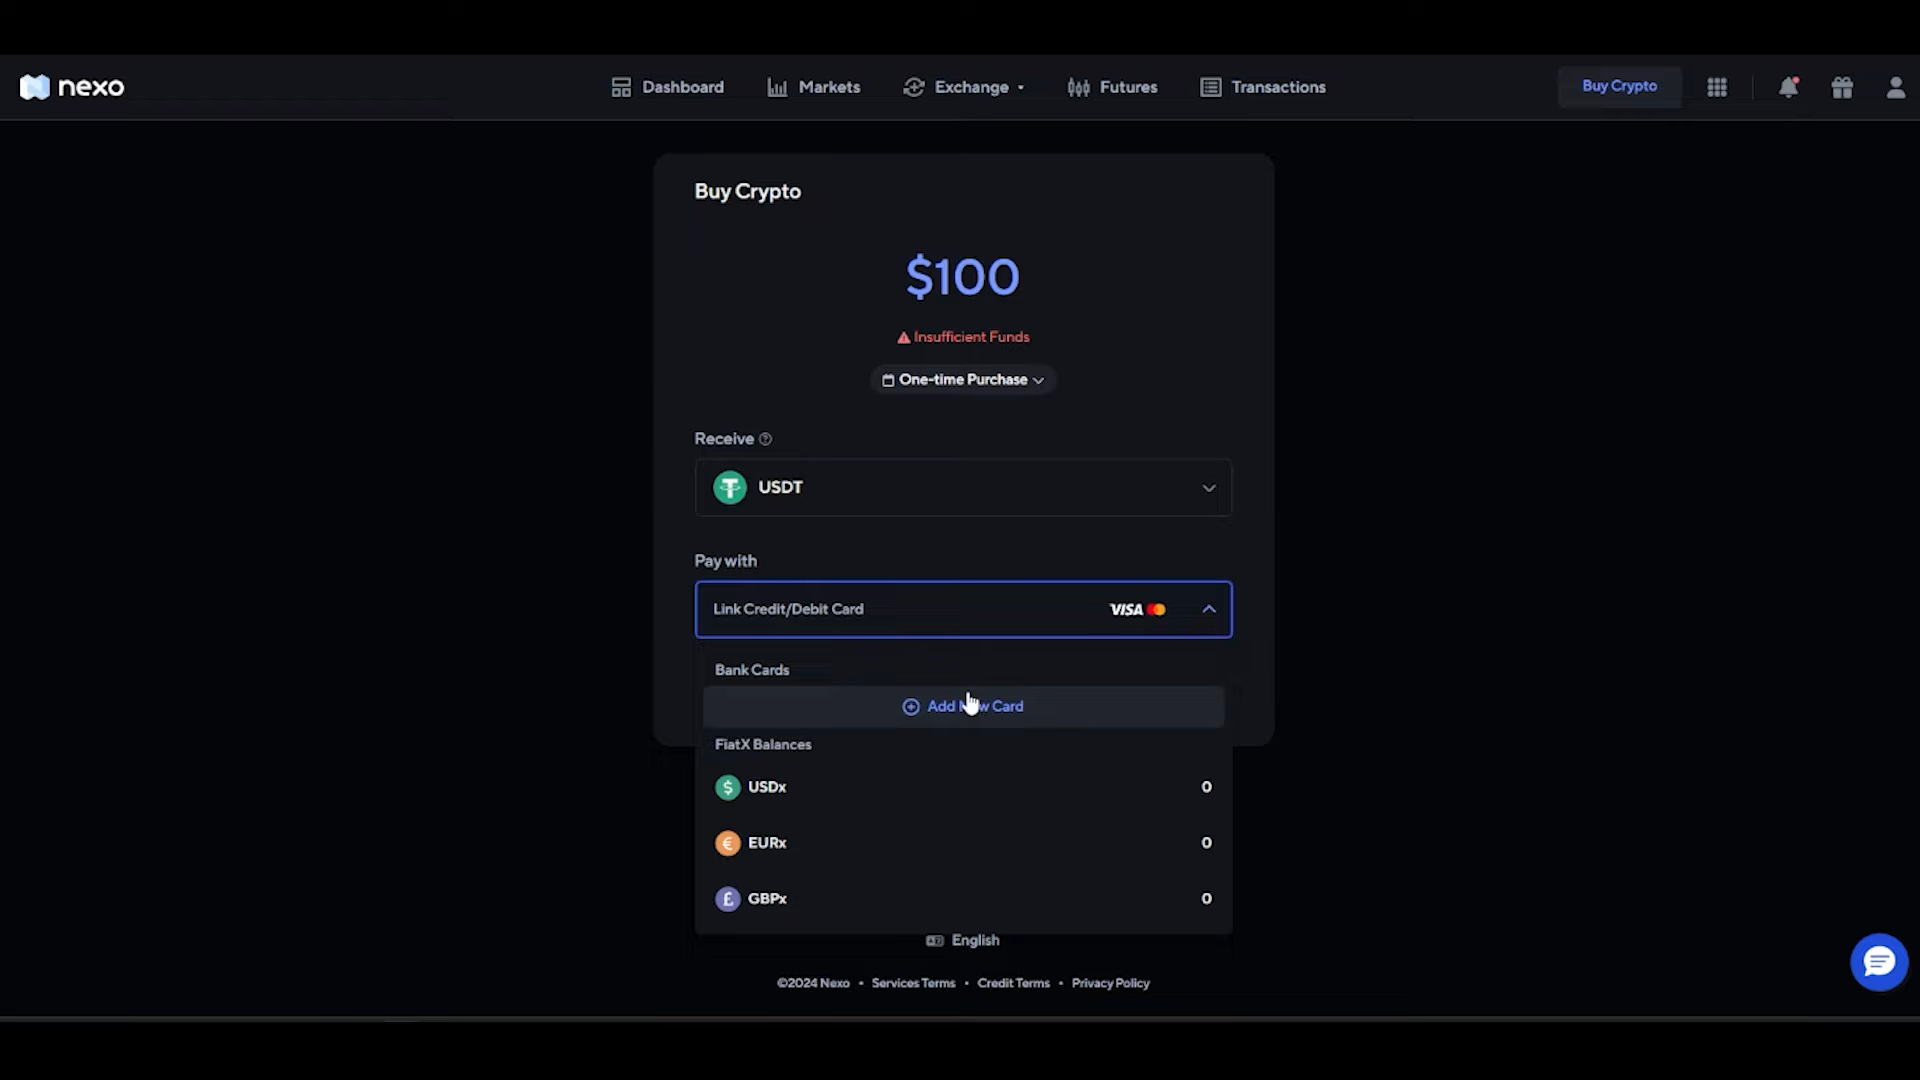 nexo
Dashboard
Markets
Exchange
Futures
Transactions
Buy Crypto
Buy Crypto
$100
Insufficient Funds
One-time Purchase
Receive
USDT
Pay with
Link Credit/Debit Card VISA
Bank Cards
Add New Card
FiatX Balances
USDx 0
EURx 0
GBPx 0
English
©2024 Nexo • Services Terms • Credit Terms • Privacy Policy